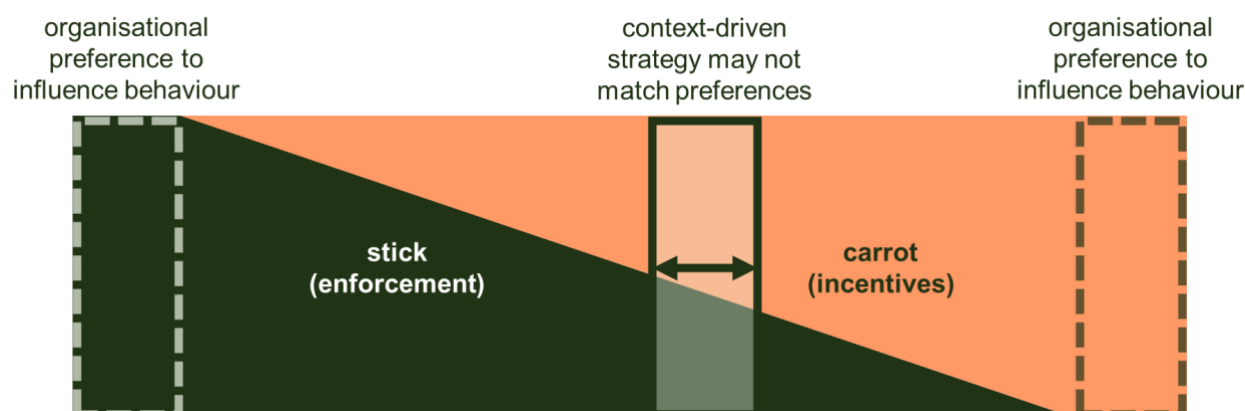 organisational
preference to
influence behaviour
context-driven
strategy may not
match preferences
organisational
preference to
influence behaviour
stick
(enforcement)
carrot
(incentives)